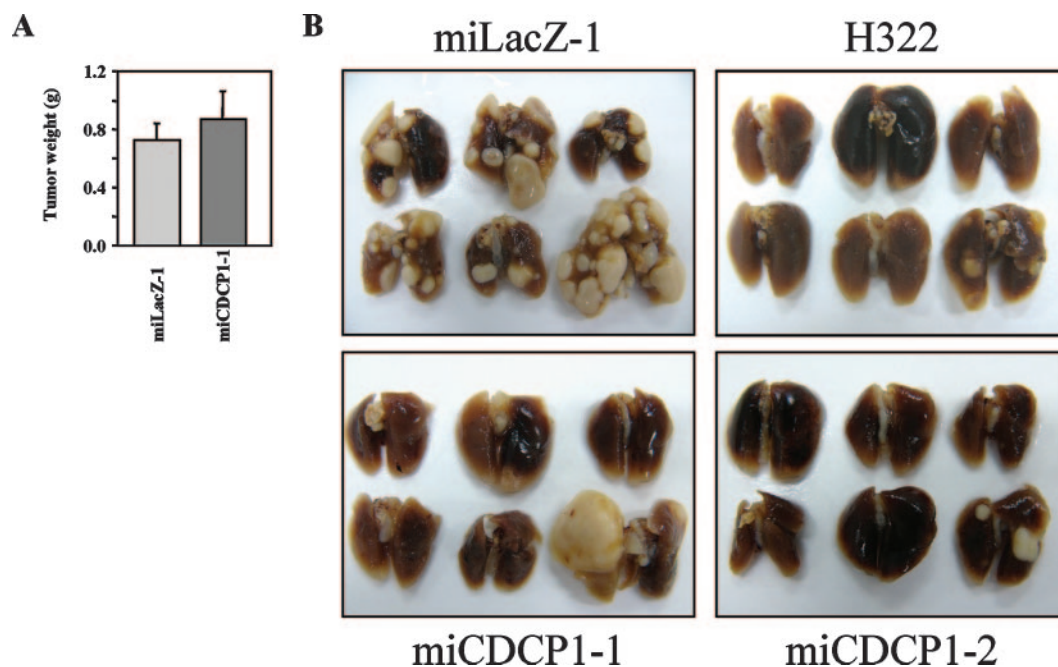 A
B
miLacZ-1
H322
Tumor weight (g)
1.2
0.8
0.4
0.0
miLacZ-1
miCDCP1-1
miCDCP1-1
miCDCP1-2